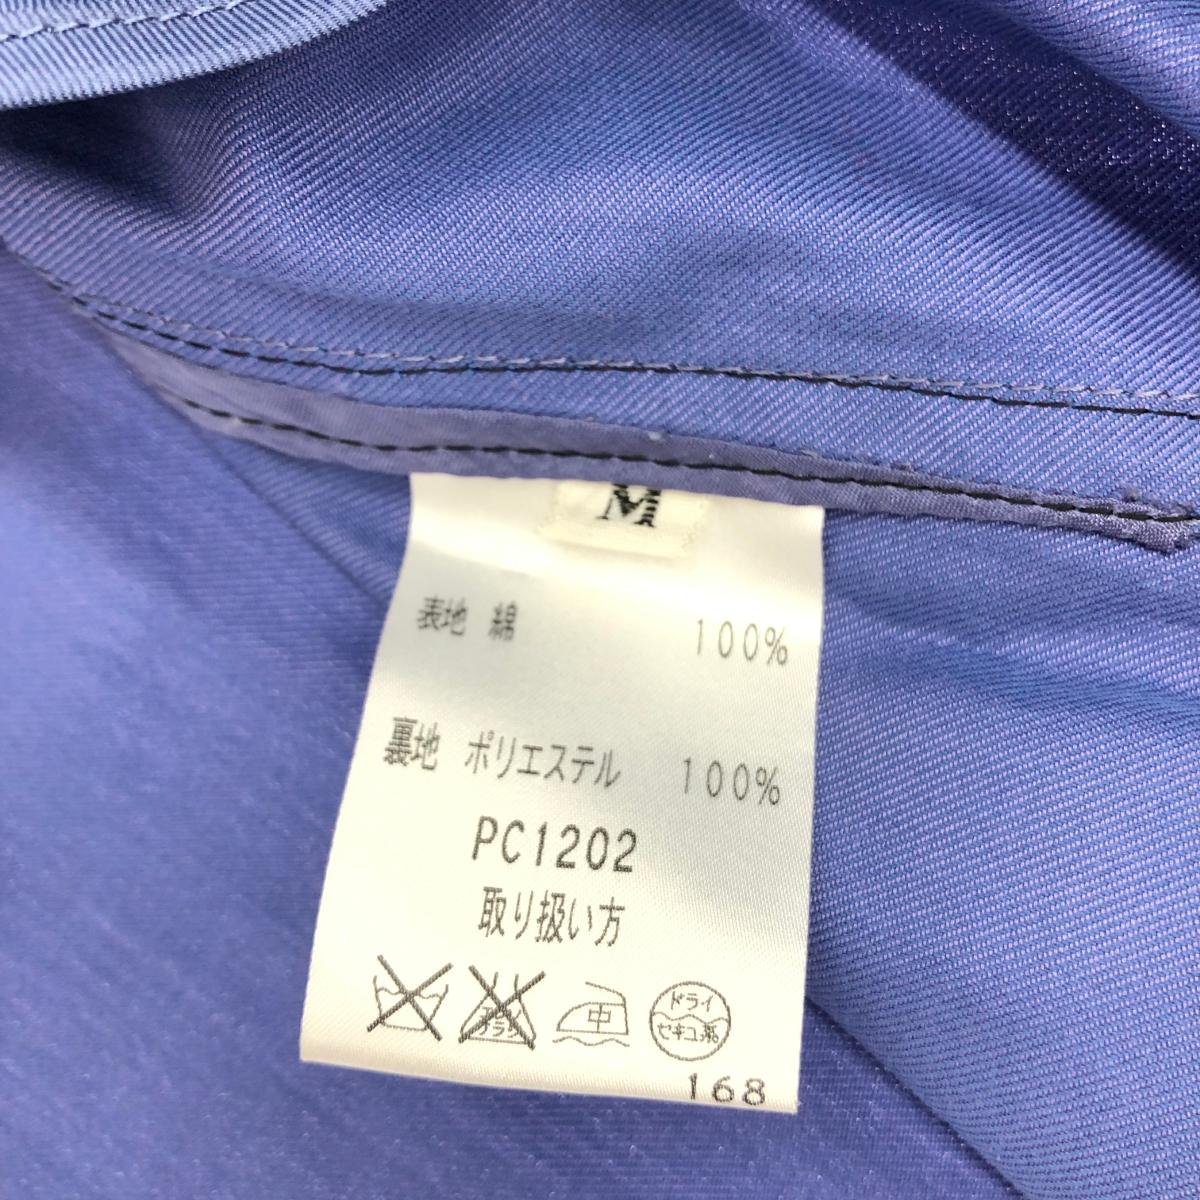 M
表地 綿 100%
裏地 ポリエステル 100%
PC1202
取り扱い方
中
ドライ
セキユ系
168